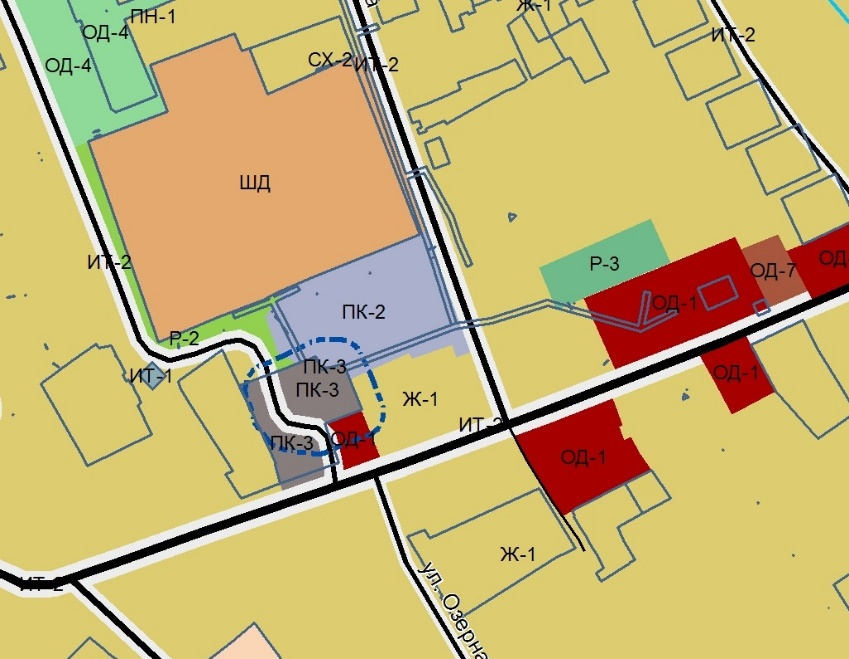 ПН-1
Ж-1
ОД-4
ИТ-2
ОД-4
СХ-2
ИТ-2
ШД
ИТ-2
Р-3
ОД-7
ОД
ОД-1
ПК-2
Р-2
ПК-3
ИТ-1
ОД-1
ПК-3
Ж-1
ИТ-2
ПК-3
ОД-1
ОД-1
Ж-1
ИТ-2
ул. Озерна